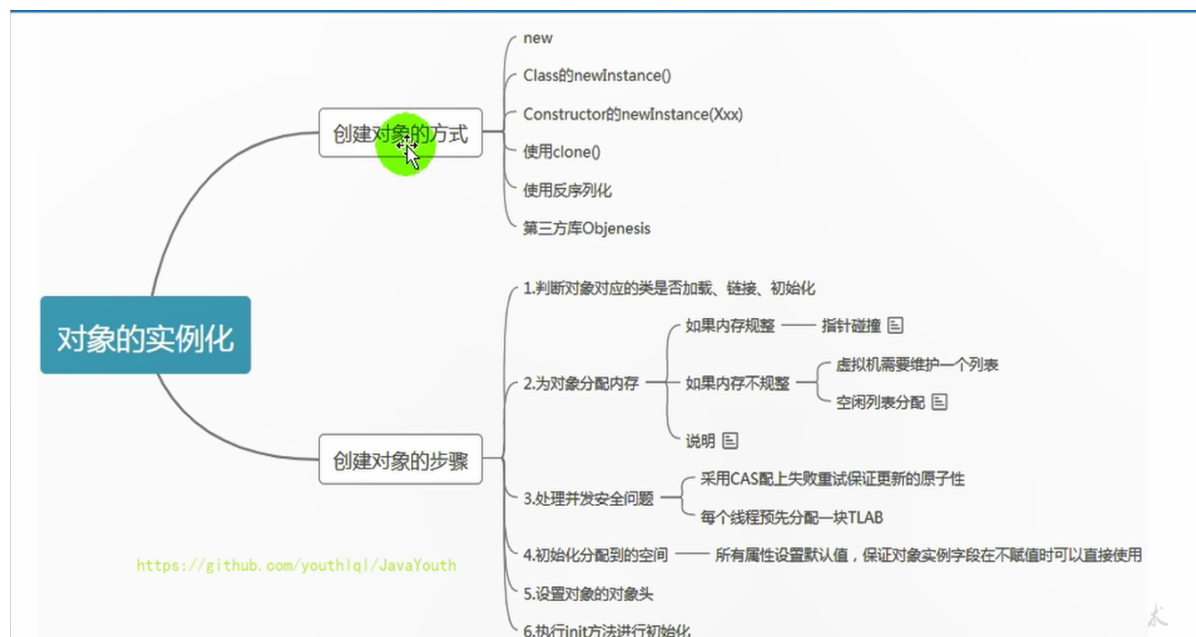 new
Class的newInstance()
Constructor的newInstance(Xxx)
创建对象的方式
使用clone()
使用反序列化
第三方库Objenesis
对象的实例化
1.判断对象对应的类是否加载、链接、初始化
如果内存规整
指针碰撞
虚拟机需要维护一个列表
2.为对象分配内存
如果内存不规整
空闲列表分配
说明
创建对象的步骤
采用CAS配上失败重试保证更新的原子性
3.处理并发安全问题
每个线程预先分配一块TLAB
4.初始化分配到的空间
所有属性设置默认值，保证对象实例字段在不赋值时可以直接使用
https://github.com/youthlql/JavaYouth
5.设置对象的对象头
6.执行init方法进行初始化
术